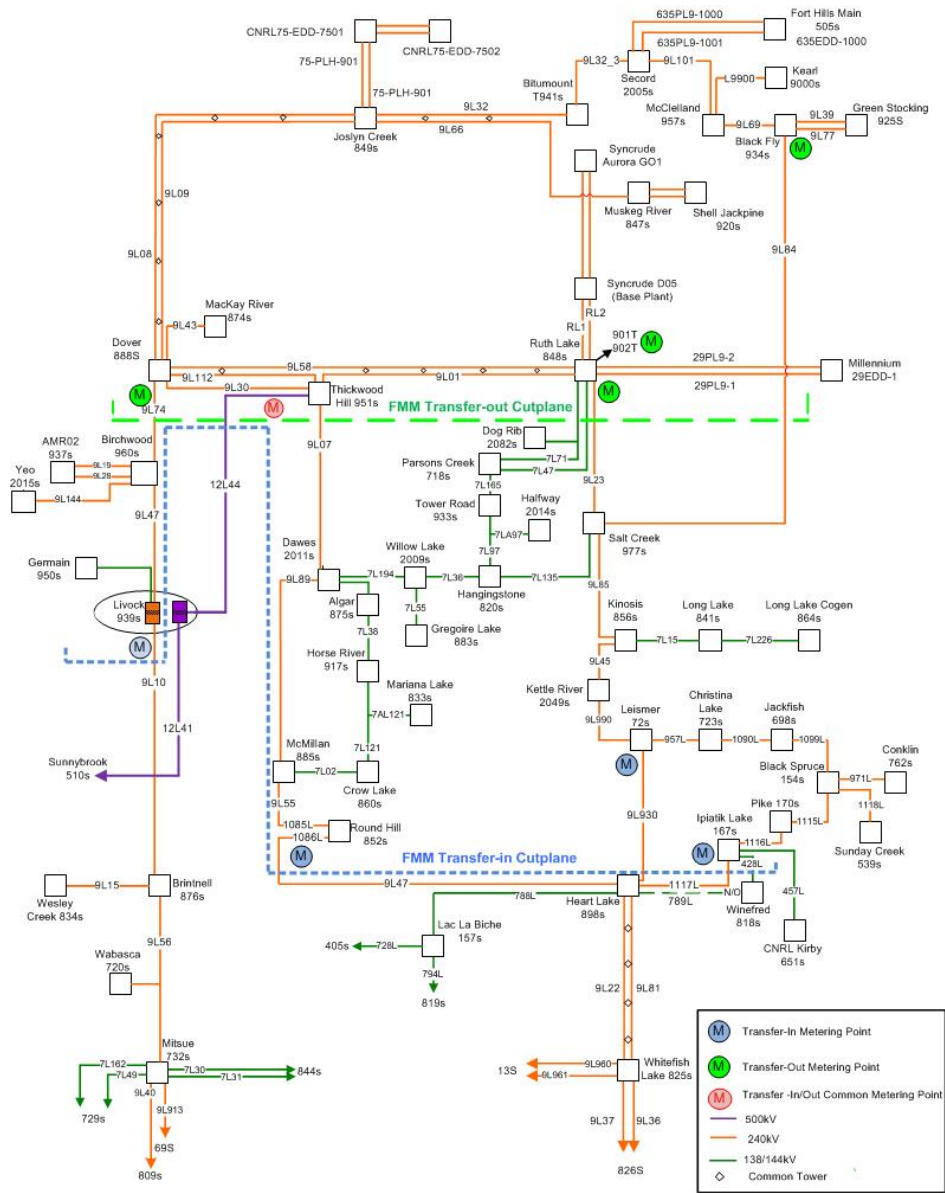 CNRL75-EDD-7501
CNRL75-EDD-7502
75-PLH-901
75-PLH-901
635PL9-1000
635PL9-1001
Fort Hills Main
505s
635EDD-1000
9L32_3
Secord
2005s
9L101
L9900
Kearl
9000s
Bitumount
T941s
9L32
9L66
Joslyn Creek
849s
McClelland
957s
9L69
9L39
9L77
Green Stocking
925S
Black Fly
934s
M
Syncrude
Aurora GO1
Muskeg River
847s
Shell Jackpine
920s
9L09
9L08
9L84
MacKay River
874s
9L43
Syncrude D05
(Base Plant)
RL2
RL1
Dover
888S
Ruth Lake
848s
901T
902T
M
9L58
9L112
9L01
9L30
29PL9-2
29PL9-1
Millennium
29EDD-1
M
9L74
M
Thickwood
Hill 951s
M
FMM Transfer-out Cutplane
AMR02
937s
Birchwood
960s
9L19
9L28
Yeo
2015s
9L144
12L44
9L07
Dog Rib
2082s
7L71
7L47
Parsons Creek
718s
7L165
Tower Road
933s
Halfway
2014s
7LA97
7L97
9L23
9L47
Salt Creek
977s
Germain
950s
Dawes
2011s
Willow Lake
2009s
9L89
7L194
7L36
7L135
Hangingstone
820s
Algar
875s
7L55
Gregoire Lake
883s
9L85
Livock
939s
M
7L38
Kinosis
856s
Long Lake
841s
Long Lake Cogen
864s
7L15
7L226
Horse River
917s
9L45
9L10
12L41
Mariana Lake
833s
7AL121
Kettle River
2049s
9L990
Leismer
72s
Christina
Lake
723s
Jackfish
698s
957L
1090L
1099L
M
Sunnybrook
510s
McMillan
885s
7L121
7L02
Crow Lake
860s
Black Spruce
154s
Conklin
762s
971L
1118L
9L55
9L930
Pike 170s
1115L
Sunday Creek
539s
1085L
1086L
Round Hill
852s
M
Ipiatik Lake
167s
1116L
M
428L
FMM Transfer-in Cutplane
9L47
1117L
789L
N/O
457L
9L15
Wesley
Creek 834s
Brintnell
876s
Heart Lake
898s
788L
Winefred
818s
CNRL Kirby
651s
Lac La Biche
157s
405s
728L
794L
819s
9L56
Wabasca
720s
9L22
9L81
Mitsue
732s
7L162
7L49
7L30
7L31
844s
9L40
9L913
729s
69S
809s
13S
9L960
9L961
Whitefish
Lake 825s
9L37
9L36
826S
M
Transfer-In Metering Point
M
Transfer-Out Metering Point
M
Transfer -In/Out Common Metering Point
500kV
240kV
138/144kV
Common Tower